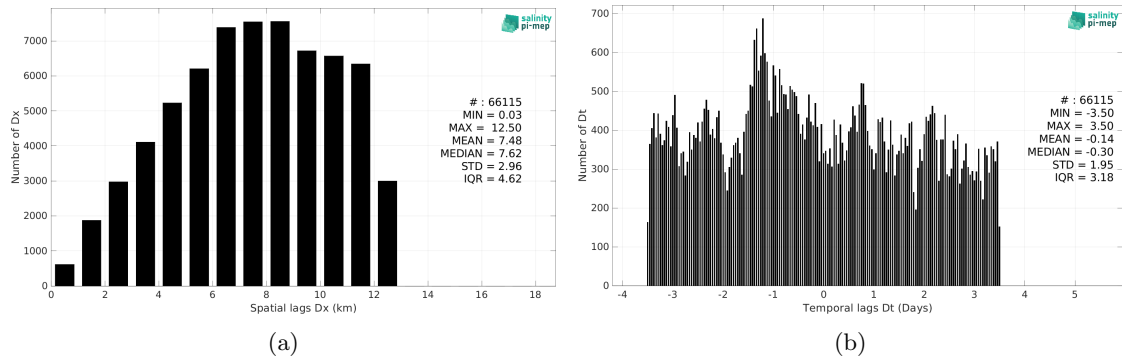 salinity
pi-mep
7000
6000
5000
4000
3000
2000
1000
0
Number of Dx
# : 66115
MIN = 0.03
MAX = 12.50
MEAN = 7.48
MEDIAN = 7.62
STD = 2.96
IQR = 4.62
0 2 4 6 8 10 12 14 16 18
Spatial lags Dx (km)
(a)
salinity
pi-mep
700
600
500
400
300
200
100
0
Number of Dt
# : 66115
MIN = -3.50
MAX = 3.50
MEAN = -0.14
MEDIAN = -0.30
STD = 1.95
IQR = 3.18
-4 -3 -2 -1 0 1 2 3 4 5
Temporal lags Dt (Days)
(b)